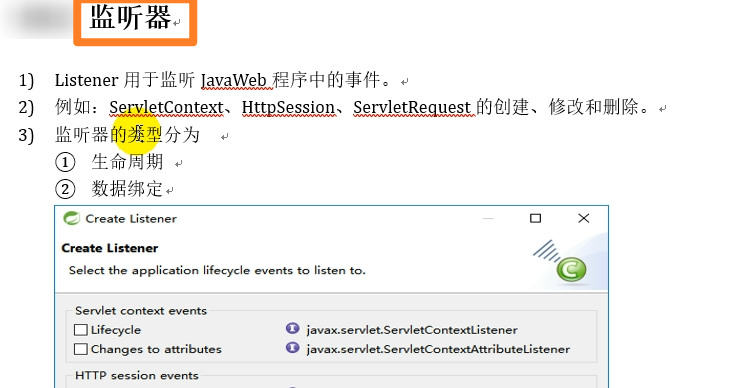 监听器
1) Listener 用于监听 JavaWeb 程序中的事件。
2) 例如：ServletContext、HttpSession、ServletRequest 的创建、修改和删除。
3) 监听器的类型分为
① 生命周期
② 数据绑定
Create Listener
Create Listener
Select the application lifecycle events to listen to.
Servlet context events
Lifecycle javax.servlet.ServletContextListener
Changes to attributes javax.servlet.ServletContextAttributeListener
HTTP session events